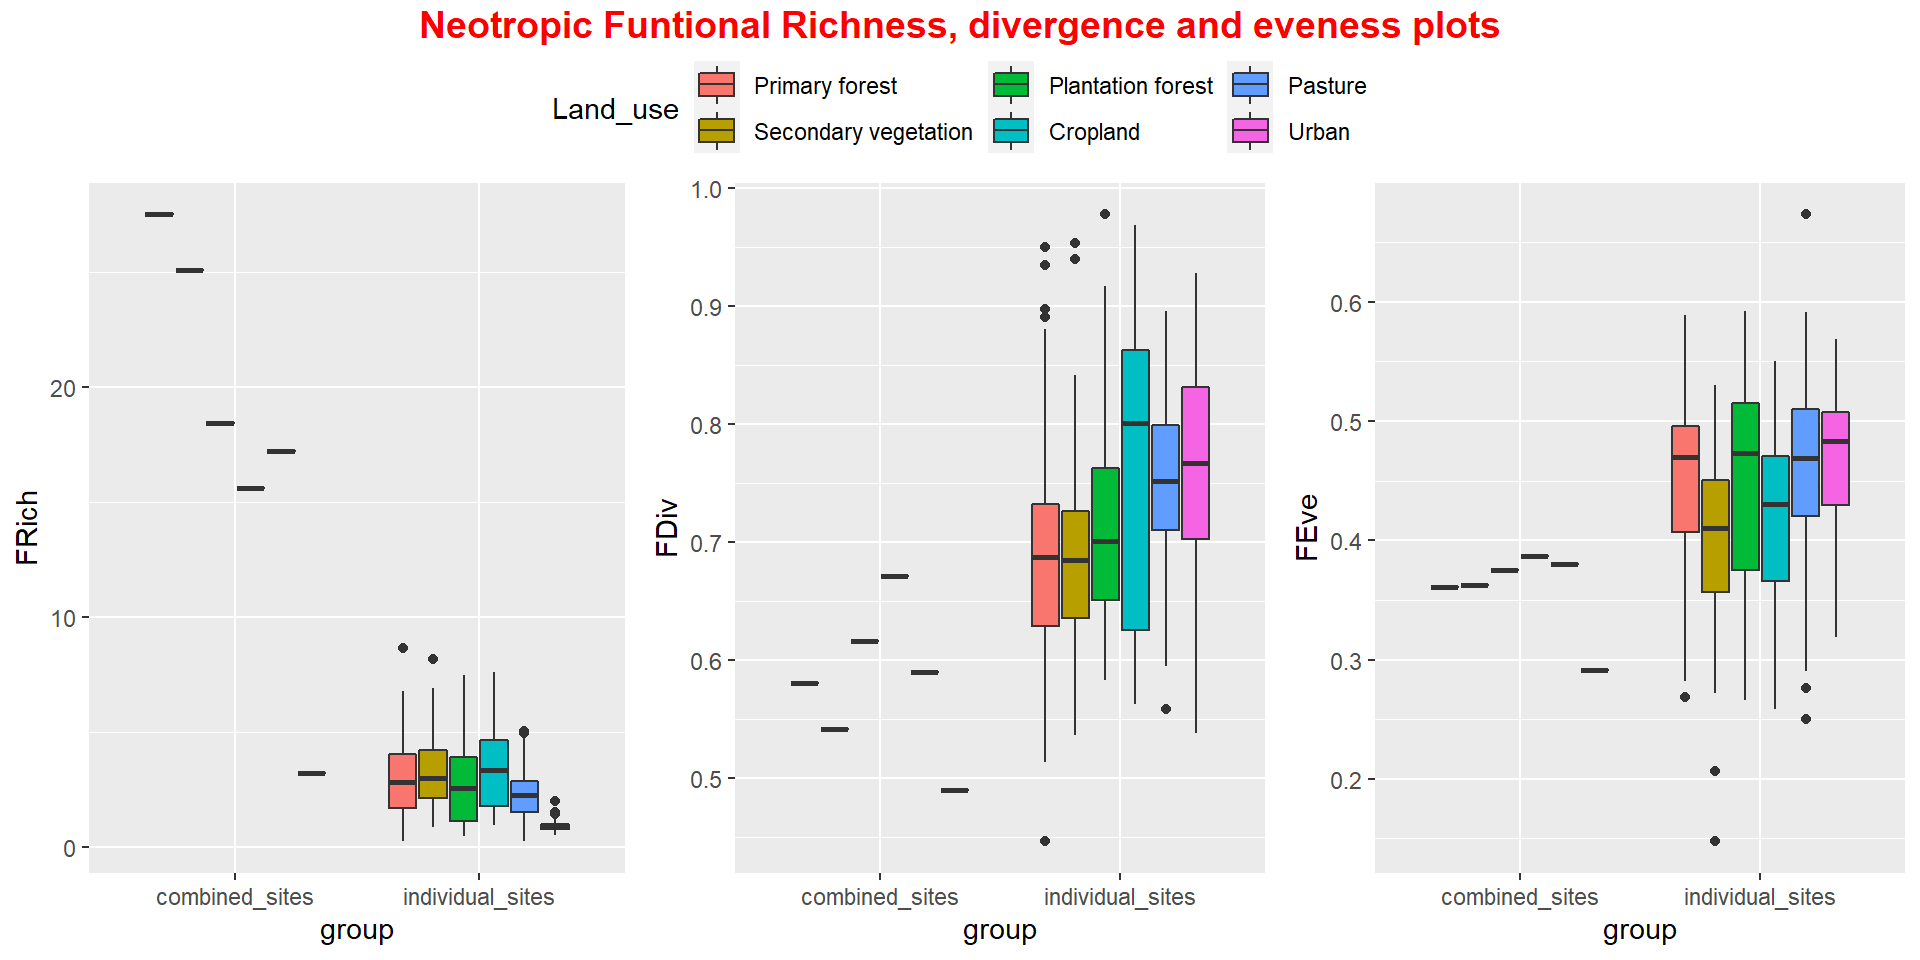 Neotropic Funtional Richness, divergence and eveness plots
Land_use
Primary forest
Plantation forest
Pasture
Secondary vegetation
Cropland
Urban
FRich
20
10
0
combined_sites
individual_sites
group
FDiv
1.0
0.9
0.8
0.7
0.6
0.5
combined_sites
individual_sites
group
FEve
0.6
0.5
0.4
0.3
0.2
combined_sites
individual_sites
group